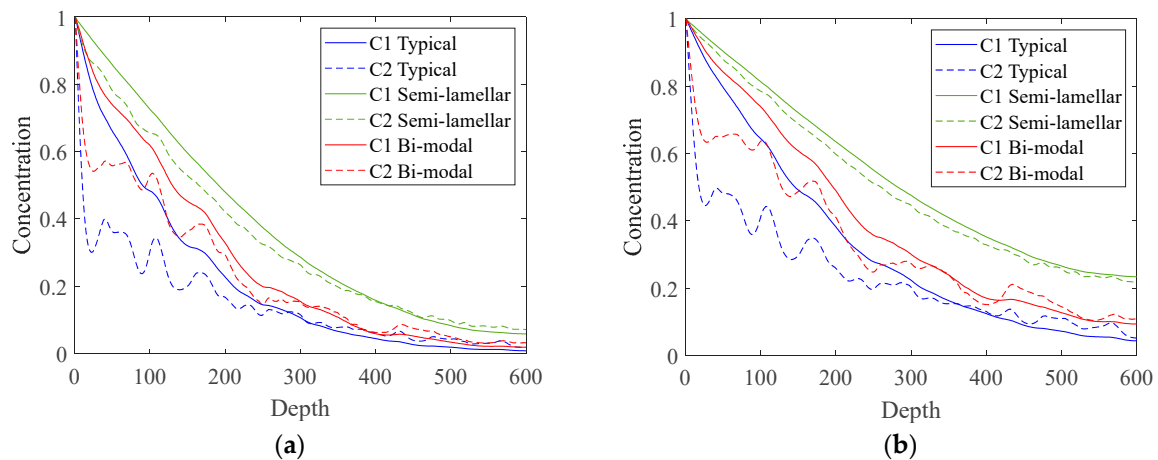 1
0.8
0.6
0.4
0.2
0
0 100 200 300 400 500 600
Concentration
Depth
C1 Typical
C2 Typical
C1 Semi-lamellar
C2 Semi-lamellar
C1 Bi-modal
C2 Bi-modal
(a)
1
0.8
0.6
0.4
0.2
0
0 100 200 300 400 500 600
Concentration
Depth
C1 Typical
C2 Typical
C1 Semi-lamellar
C2 Semi-lamellar
C1 Bi-modal
C2 Bi-modal
(b)